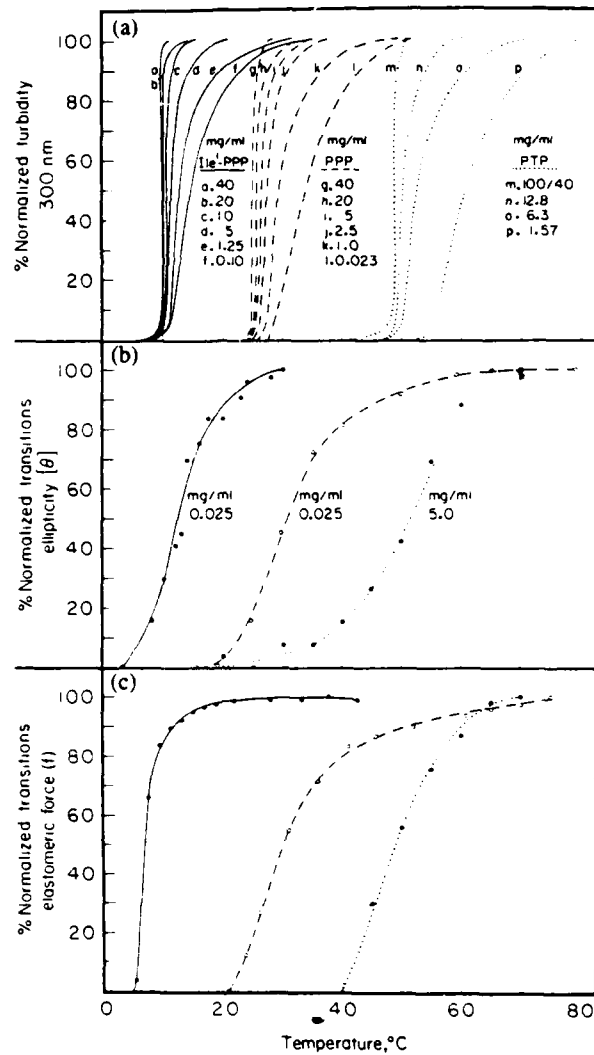 (a)
100
80
60
40
20
% Normalized turbidity
300 nm
a
b
c
d
e
f
g
h
i
j
k
l
m
n
o
p
mg/ml
Ile¹-PPP
a. 40
b. 20
c. 10
d. 5
e. 1.25
f. 0.10
mg/ml
PPP
g. 40
h. 20
i. 5
j. 2.5
k. 1.0
l. 0.023
mg/ml
PTP
m. 100/40
n. 12.8
o. 6.3
p. 1.57
(b)
100
80
60
40
20
% Normalized transitions
ellipticity [θ]
mg/ml
0.025
mg/ml
0.025
mg/ml
5.0
(c)
100
80
60
40
20
% Normalized transitions
elastomeric force (f)
0
20
40
60
80
Temperature, °C